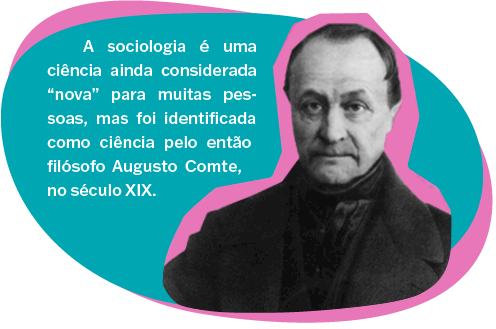 A sociologia é uma
ciência ainda considerada
“nova” para muitas pes-
soas, mas foi identificada
como ciência pelo então
filósofo Augusto Comte,
no século XIX.